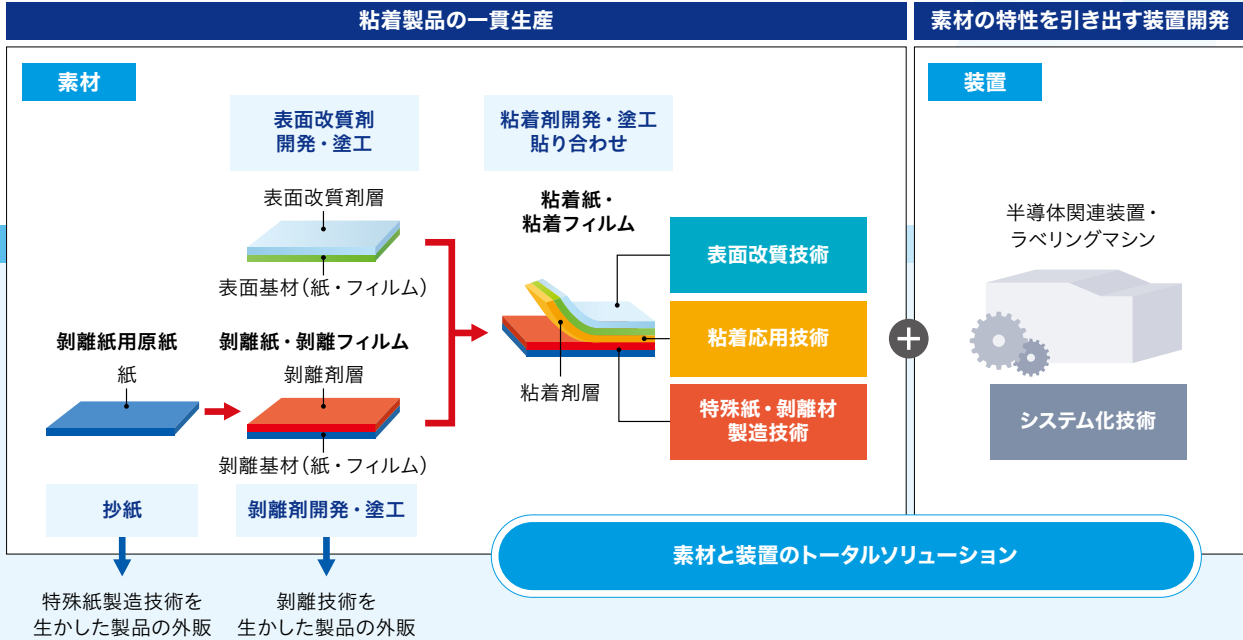 粘着製品の一貫生産
素材の特性を引き出す装置開発
素材
装置
表面改質剤
開発・塗工
粘着剤開発・塗工
貼り合わせ
表面改質剤層
表面基材(紙・フィルム)
粘着紙・
粘着フィルム
粘着剤層
剝離紙用原紙
紙
剝離紙・剝離フィルム
剝離剤層
剝離基材(紙・フィルム)
表面改質技術
粘着応用技術
特殊紙・剝離材
製造技術
半導体関連装置・
ラベリングマシン
システム化技術
抄紙
剝離剤開発・塗工
素材と装置のトータルソリューション
特殊紙製造技術を
生かした製品の外販
剝離技術を
生かした製品の外販